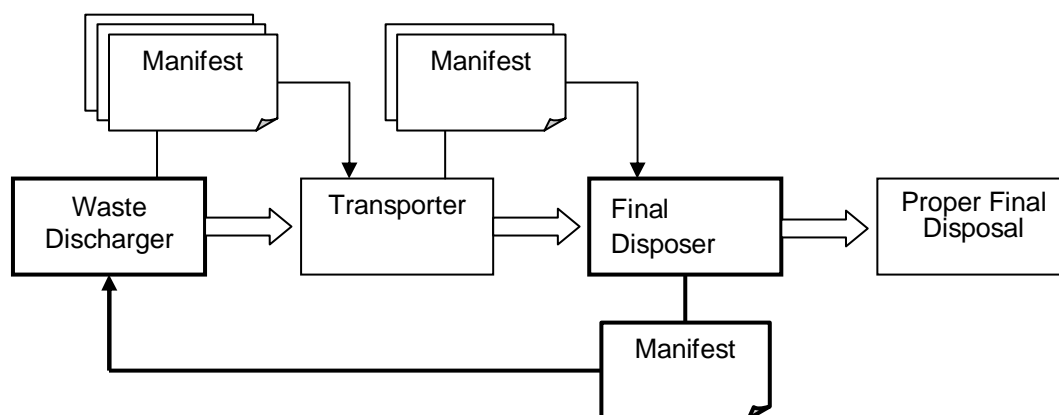 Manifest
Manifest
Waste
Discharger
Transporter
Final
Disposer
Proper Final
Disposal
Manifest